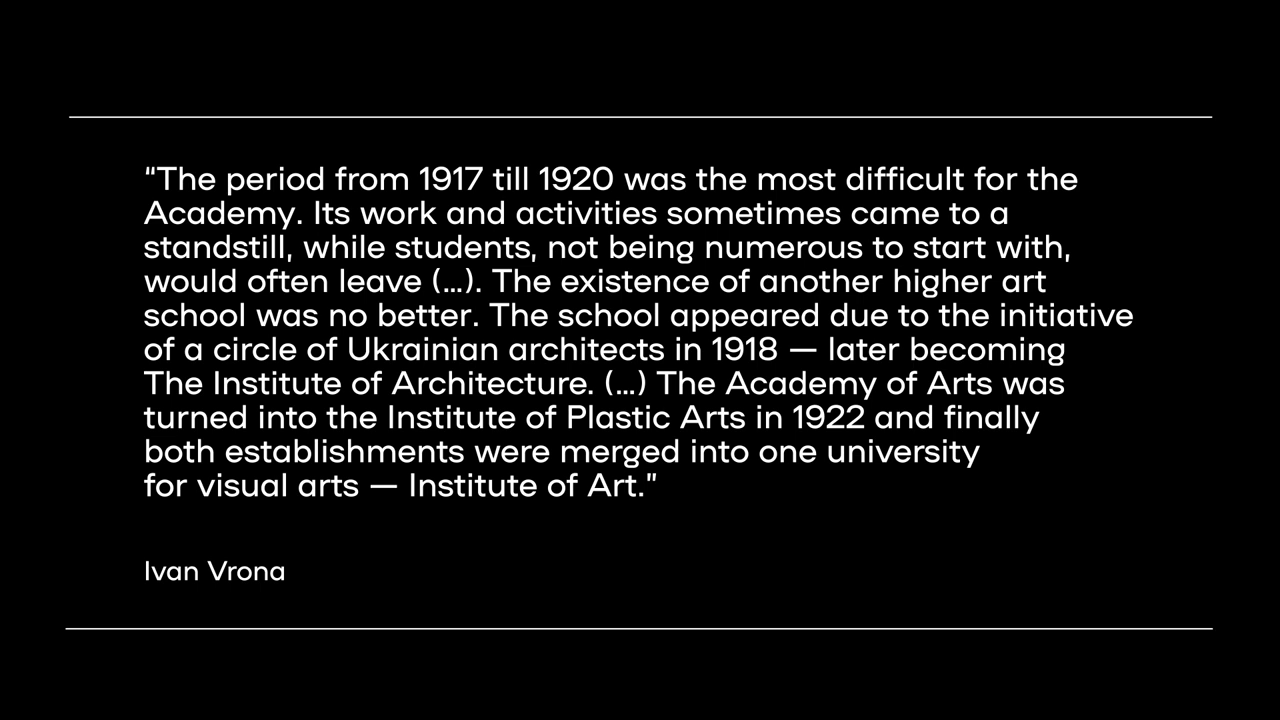 “The period from 1917 till 1920 was the most difficult for the
Academy. Its work and activities sometimes came to a
standstill, while students, not being numerous to start with,
would often leave (...). The existence of another higher art
school was no better. The school appeared due to the initiative
of a circle of Ukrainian architects in 1918 — later becoming
The Institute of Architecture. (...) The Academy of Arts was
turned into the Institute of Plastic Arts in 1922 and finally
both establishments were merged into one university
for visual arts — Institute of Art.”
Ivan Vrona